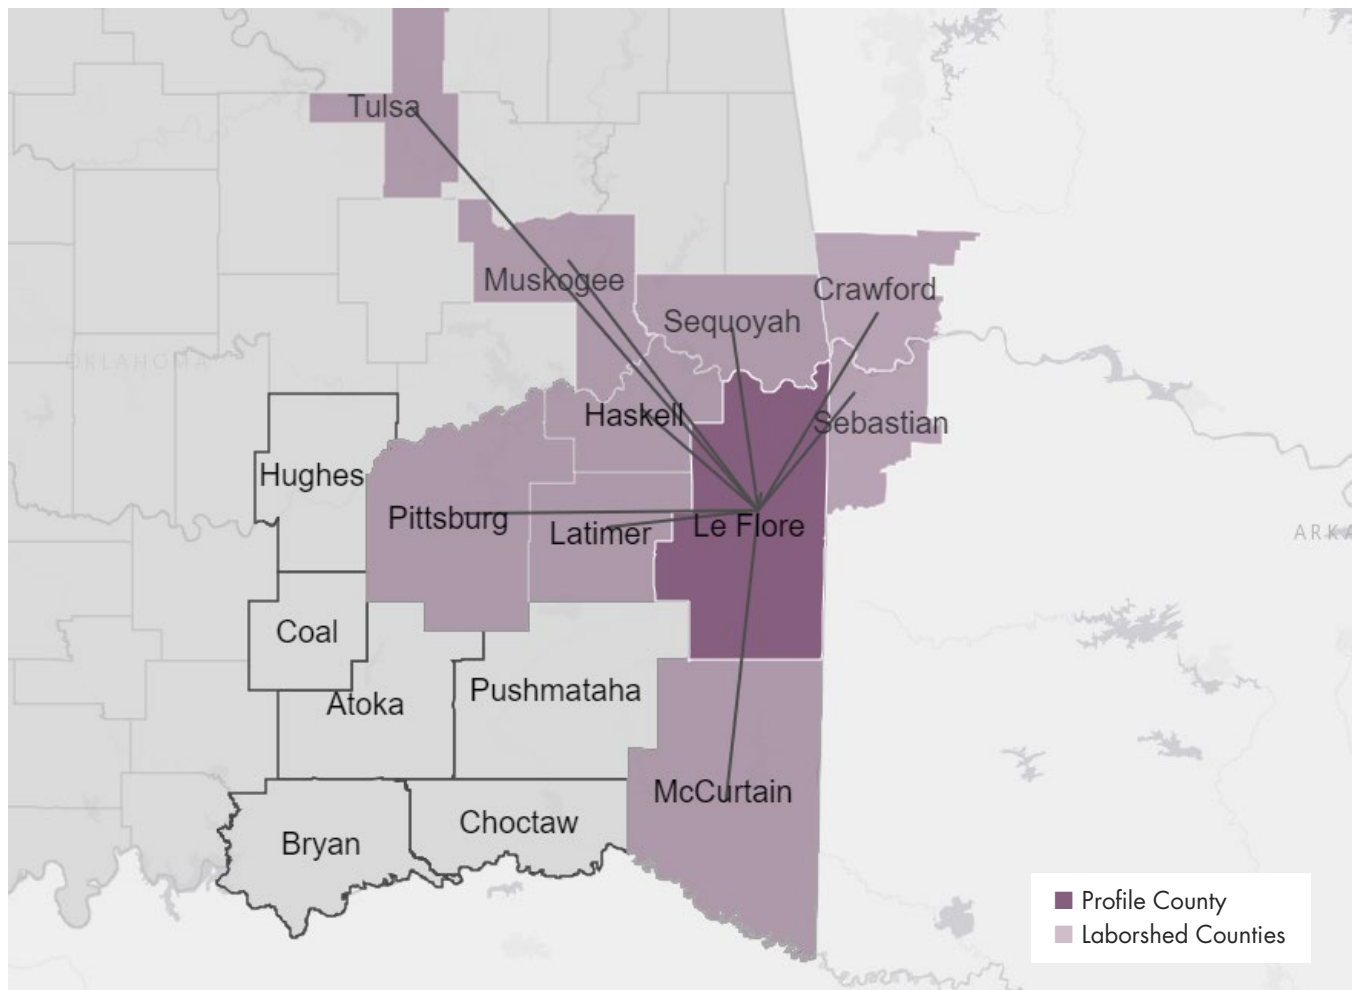 Tulsa
Muskogee
Crawford
Sequoyah
OKLAHOMA
Haskell
Sebastian
Hughes
Pittsburg
Le Flore
Latimer
ARKA
Coal
Pushmataha
Atoka
McCurtain
Choctaw
Bryan
Profile County
Laborshed Counties